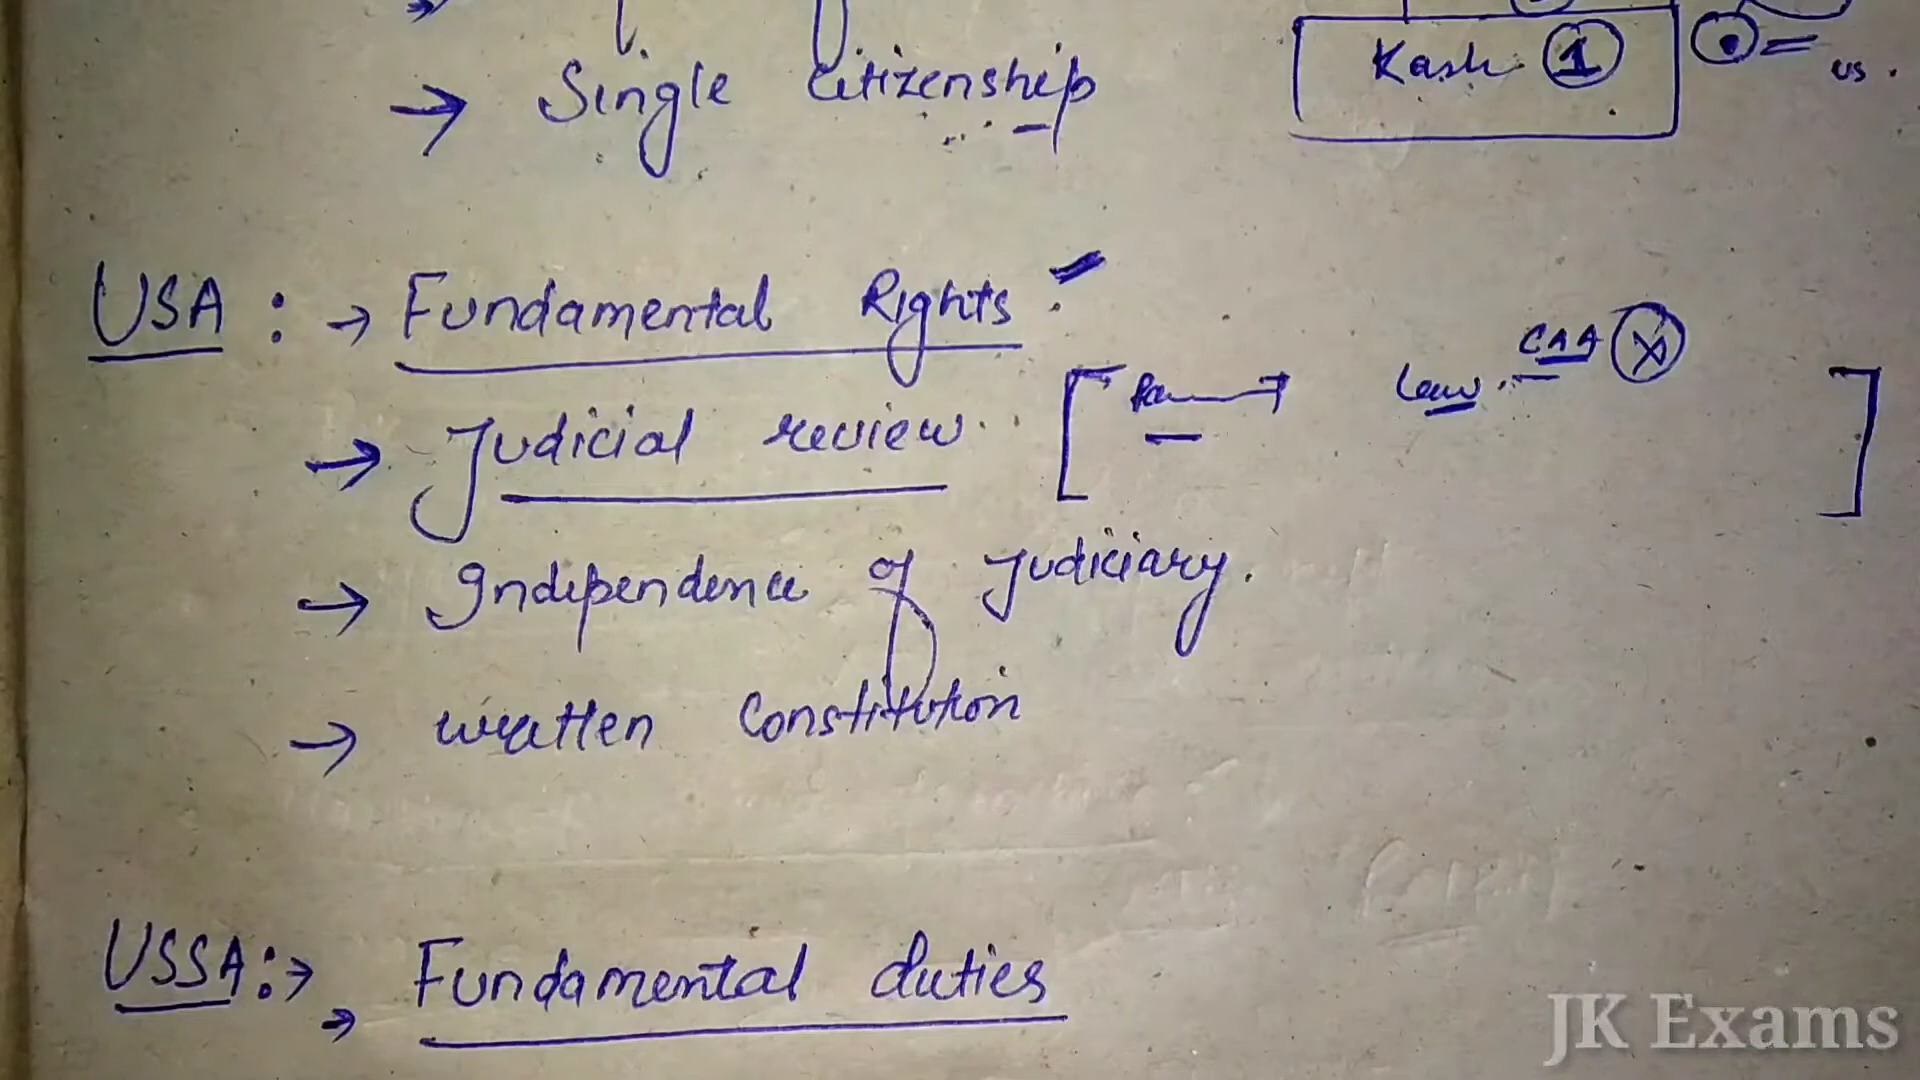 → Single citizenship
Kash ① = us.
USA : → Fundamental Rights
→ Judicial review [ → law. CAA ⓧ ]
→ Independence of Judiciary.
→ written Constitution
USSA :→
→ Fundamental duties
JK Exams